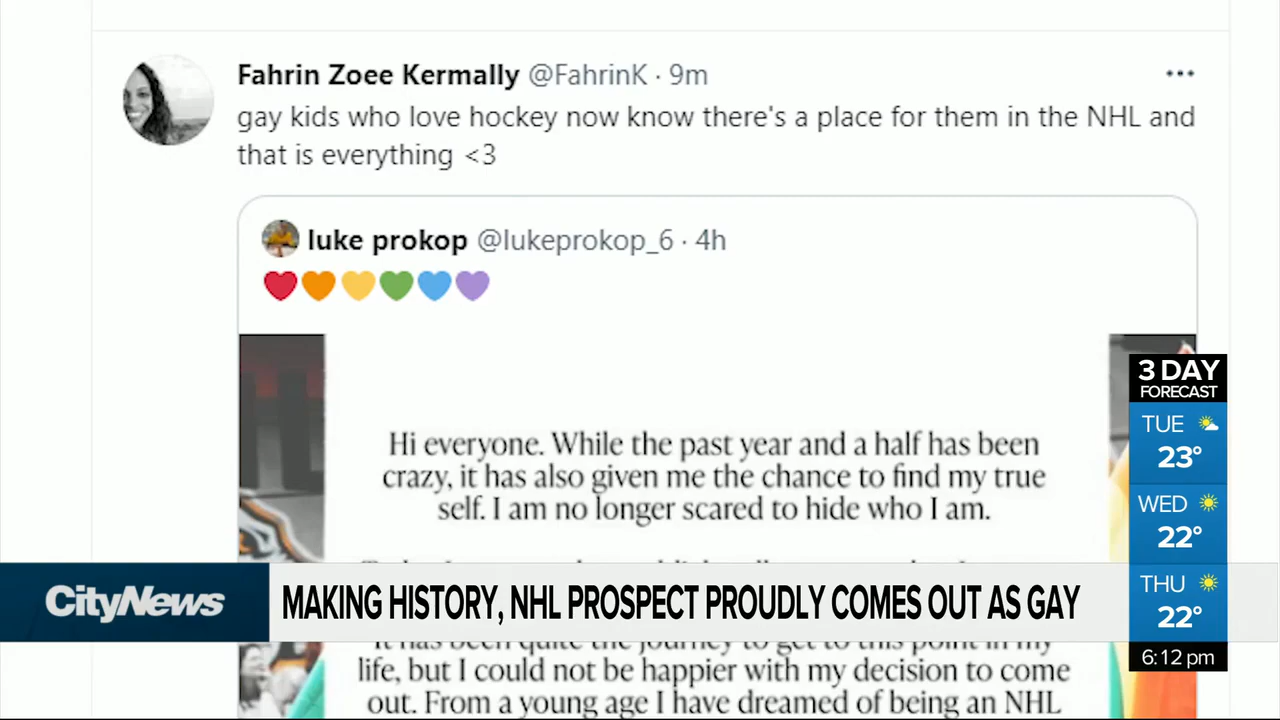 Fahrin Zoee Kermally @FahrinK · 9m
gay kids who love hockey now know there's a place for them in the NHL and
that is everything <3
luke prokop @lukeprokop_6 · 4h
Hi everyone. While the past year and a half has been
crazy, it has also given me the chance to find my true
self. I am no longer scared to hide who I am.
3 DAY
FORECAST
TUE
23°
WED
22°
THU
22°
6:12 pm
CityNews
MAKING HISTORY, NHL PROSPECT PROUDLY COMES OUT AS GAY
It has been quite the journey to get to this point in my
life, but I could not be happier with my decision to come
out. From a young age I have dreamed of being an NHL